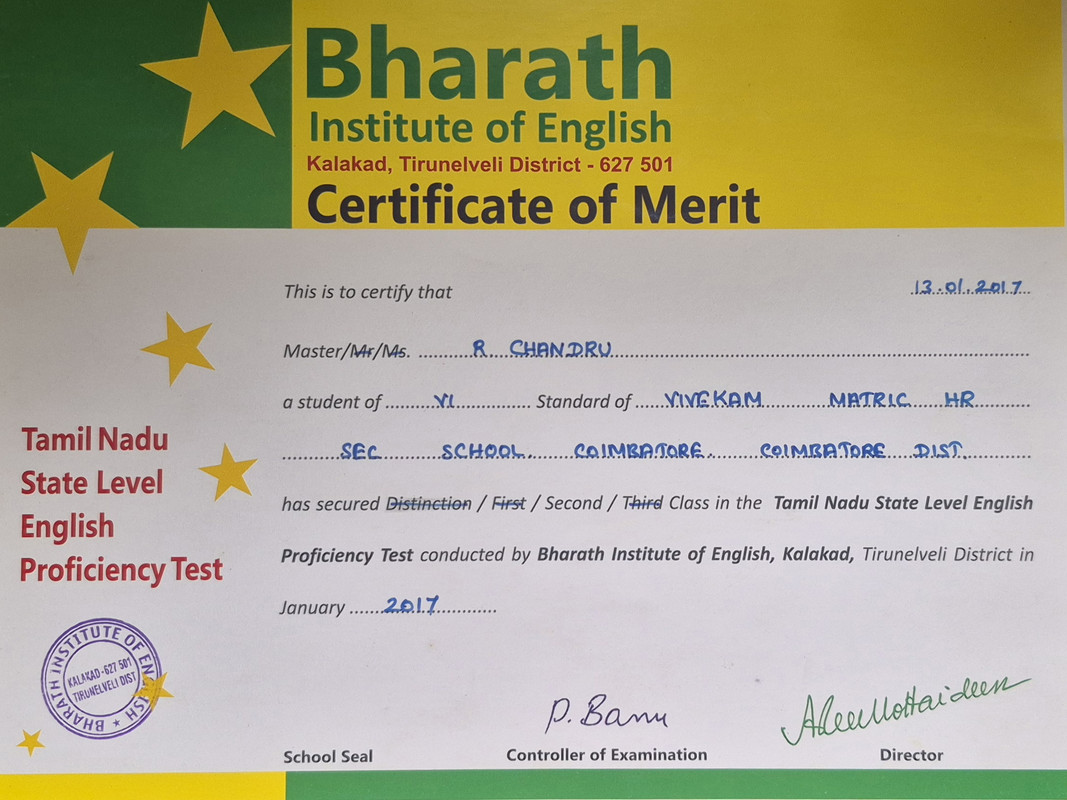 Bharath
Institute of English
Kalakad, Tirunelveli District - 627 501
Certificate of Merit
This is to certify that 13.01.2017
Master/Mr/Ms. R CHANDRU
a student of VI Standard of VIVEKAM MATRIC HR
SEC SCHOOL. COIMBATORE. COIMBATORE DIST.
has secured Distinction / First / Second / Third Class in the Tamil Nadu State Level English
Proficiency Test conducted by Bharath Institute of English, Kalakad, Tirunelveli District in
January 2017
Tamil Nadu
State Level
English
Proficiency Test
BHARATH INSTITUTE OF ENGLISH
KALAKAD-627 501
TIRUNELVELI DIST
P. Banu
School Seal Controller of Examination Director